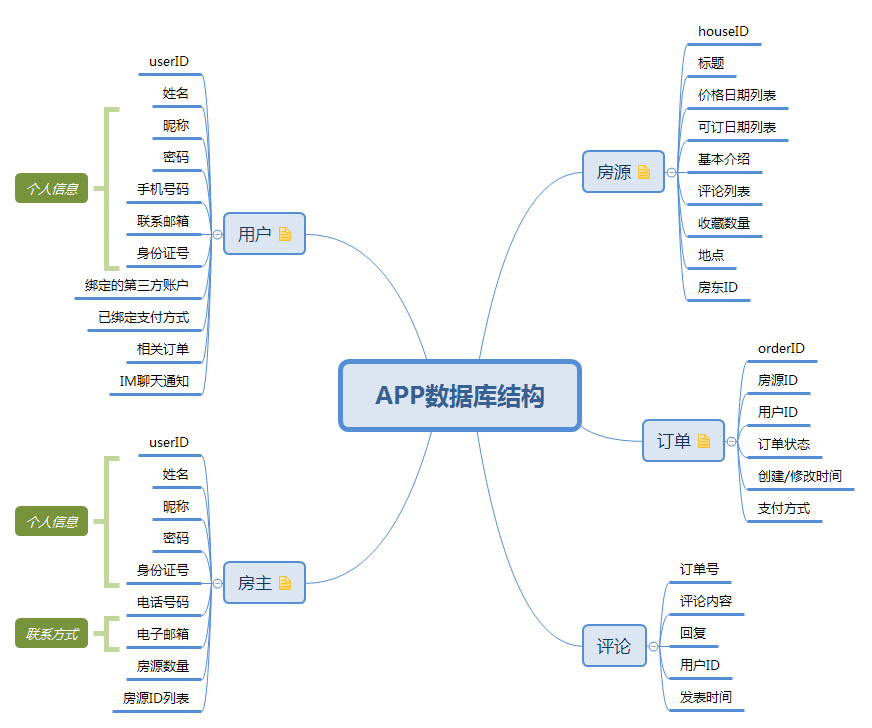 APP数据库结构
用户
userID
姓名
昵称
密码
手机号码
联系邮箱
身份证号
绑定的第三方账户
已绑定支付方式
相关订单
IM聊天通知
个人信息
房主
userID
姓名
昵称
密码
身份证号
电话号码
电子邮箱
房源数量
房源ID列表
个人信息
联系方式
房源
houseID
标题
价格日期列表
可订日期列表
基本介绍
评论列表
收藏数量
地点
房东ID
订单
orderID
房源ID
用户ID
订单状态
创建/修改时间
支付方式
评论
订单号
评论内容
回复
用户ID
发表时间